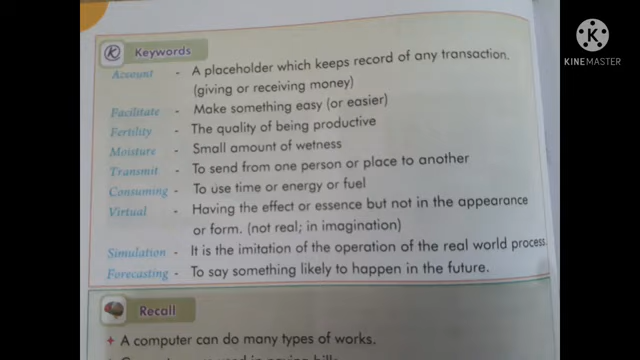 KINEMASTER
K Keywords
Account - A placeholder which keeps record of any transaction.
(giving or receiving money)
Facilitate - Make something easy (or easier)
Fertility - The quality of being productive
Moisture - Small amount of wetness
Transmit - To send from one person or place to another
Consuming - To use time or energy or fuel
Virtual - Having the effect or essence but not in the appearance
or form. (not real; in imagination)
Simulation - It is the imitation of the operation of the real world process.
Forecasting - To say something likely to happen in the future.
Recall
+ A computer can do many types of works.